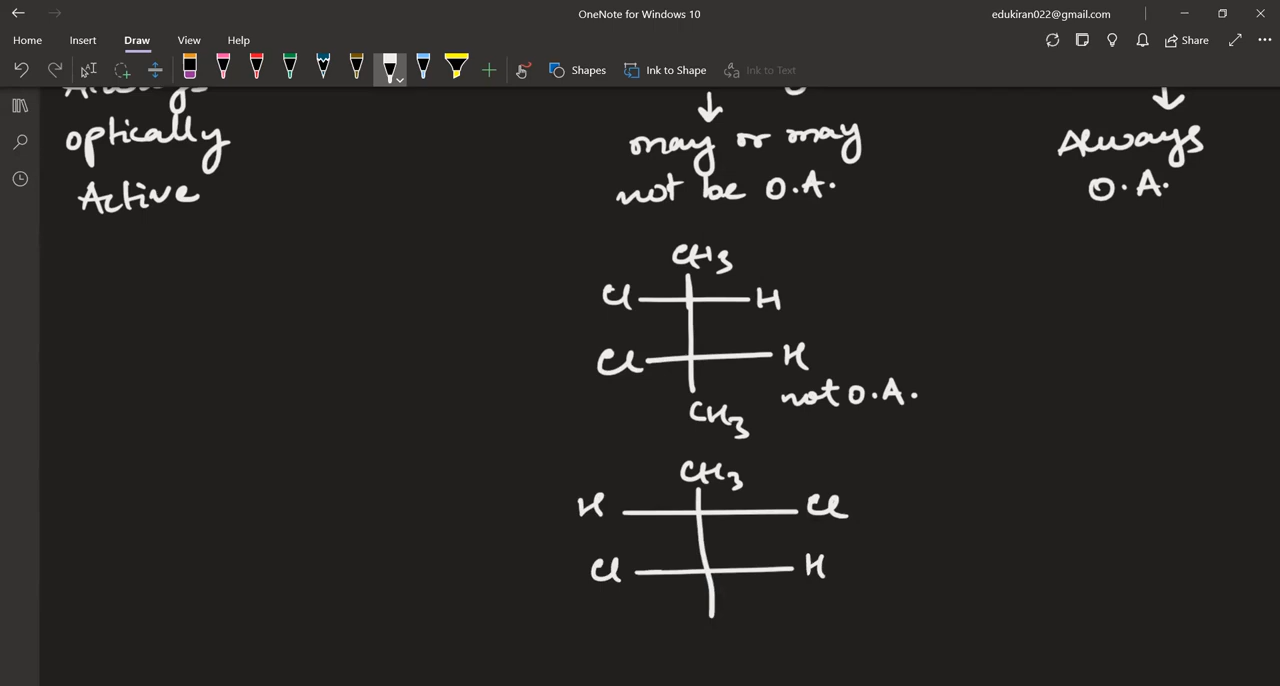 OneNote for Windows 10
edukiran022@gmail.com
Home Insert Draw View Help
Share
Shapes
Ink to Shape
Ink to Text
Always
optically
Active
may or may
not be O.A.
Always
O.A.
CH3
Cl H
Cl H
not O.A.
CH3
CH3
H Cl
Cl H